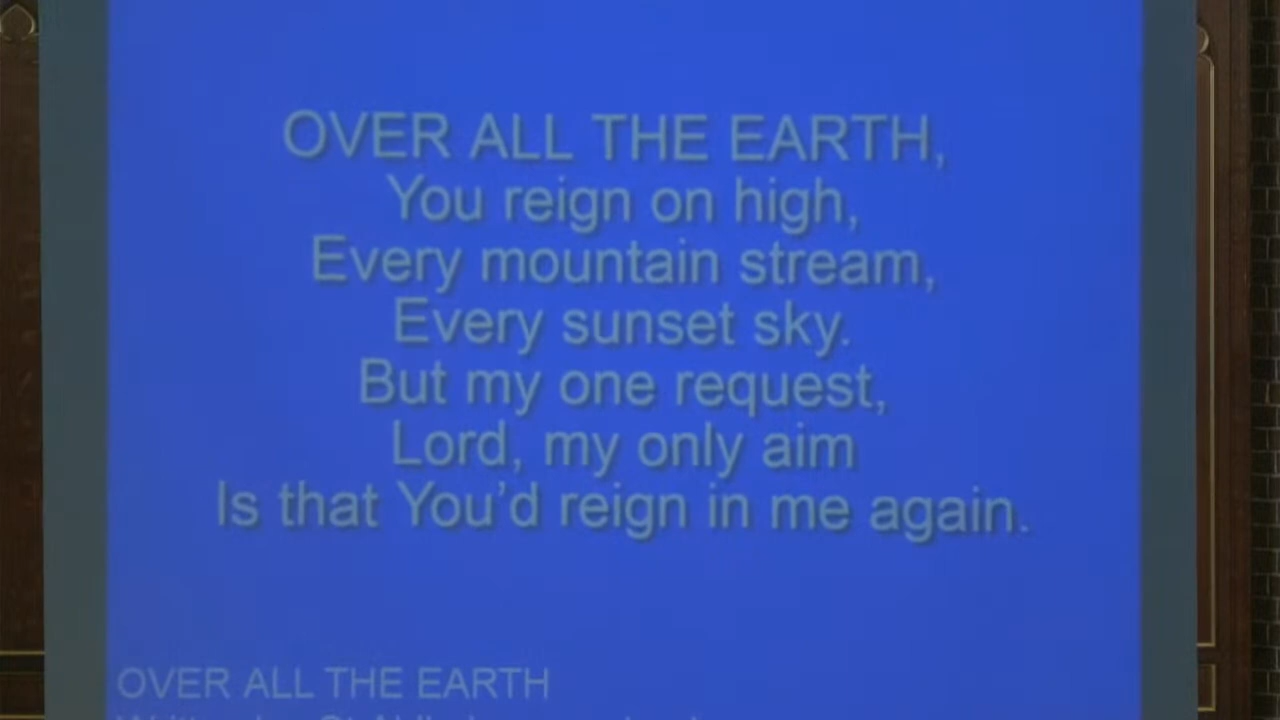 OVER ALL THE EARTH,
You reign on high,
Every mountain stream,
Every sunset sky.
But my one request,
Lord, my only aim
Is that You’d reign in me again.
OVER ALL THE EARTH